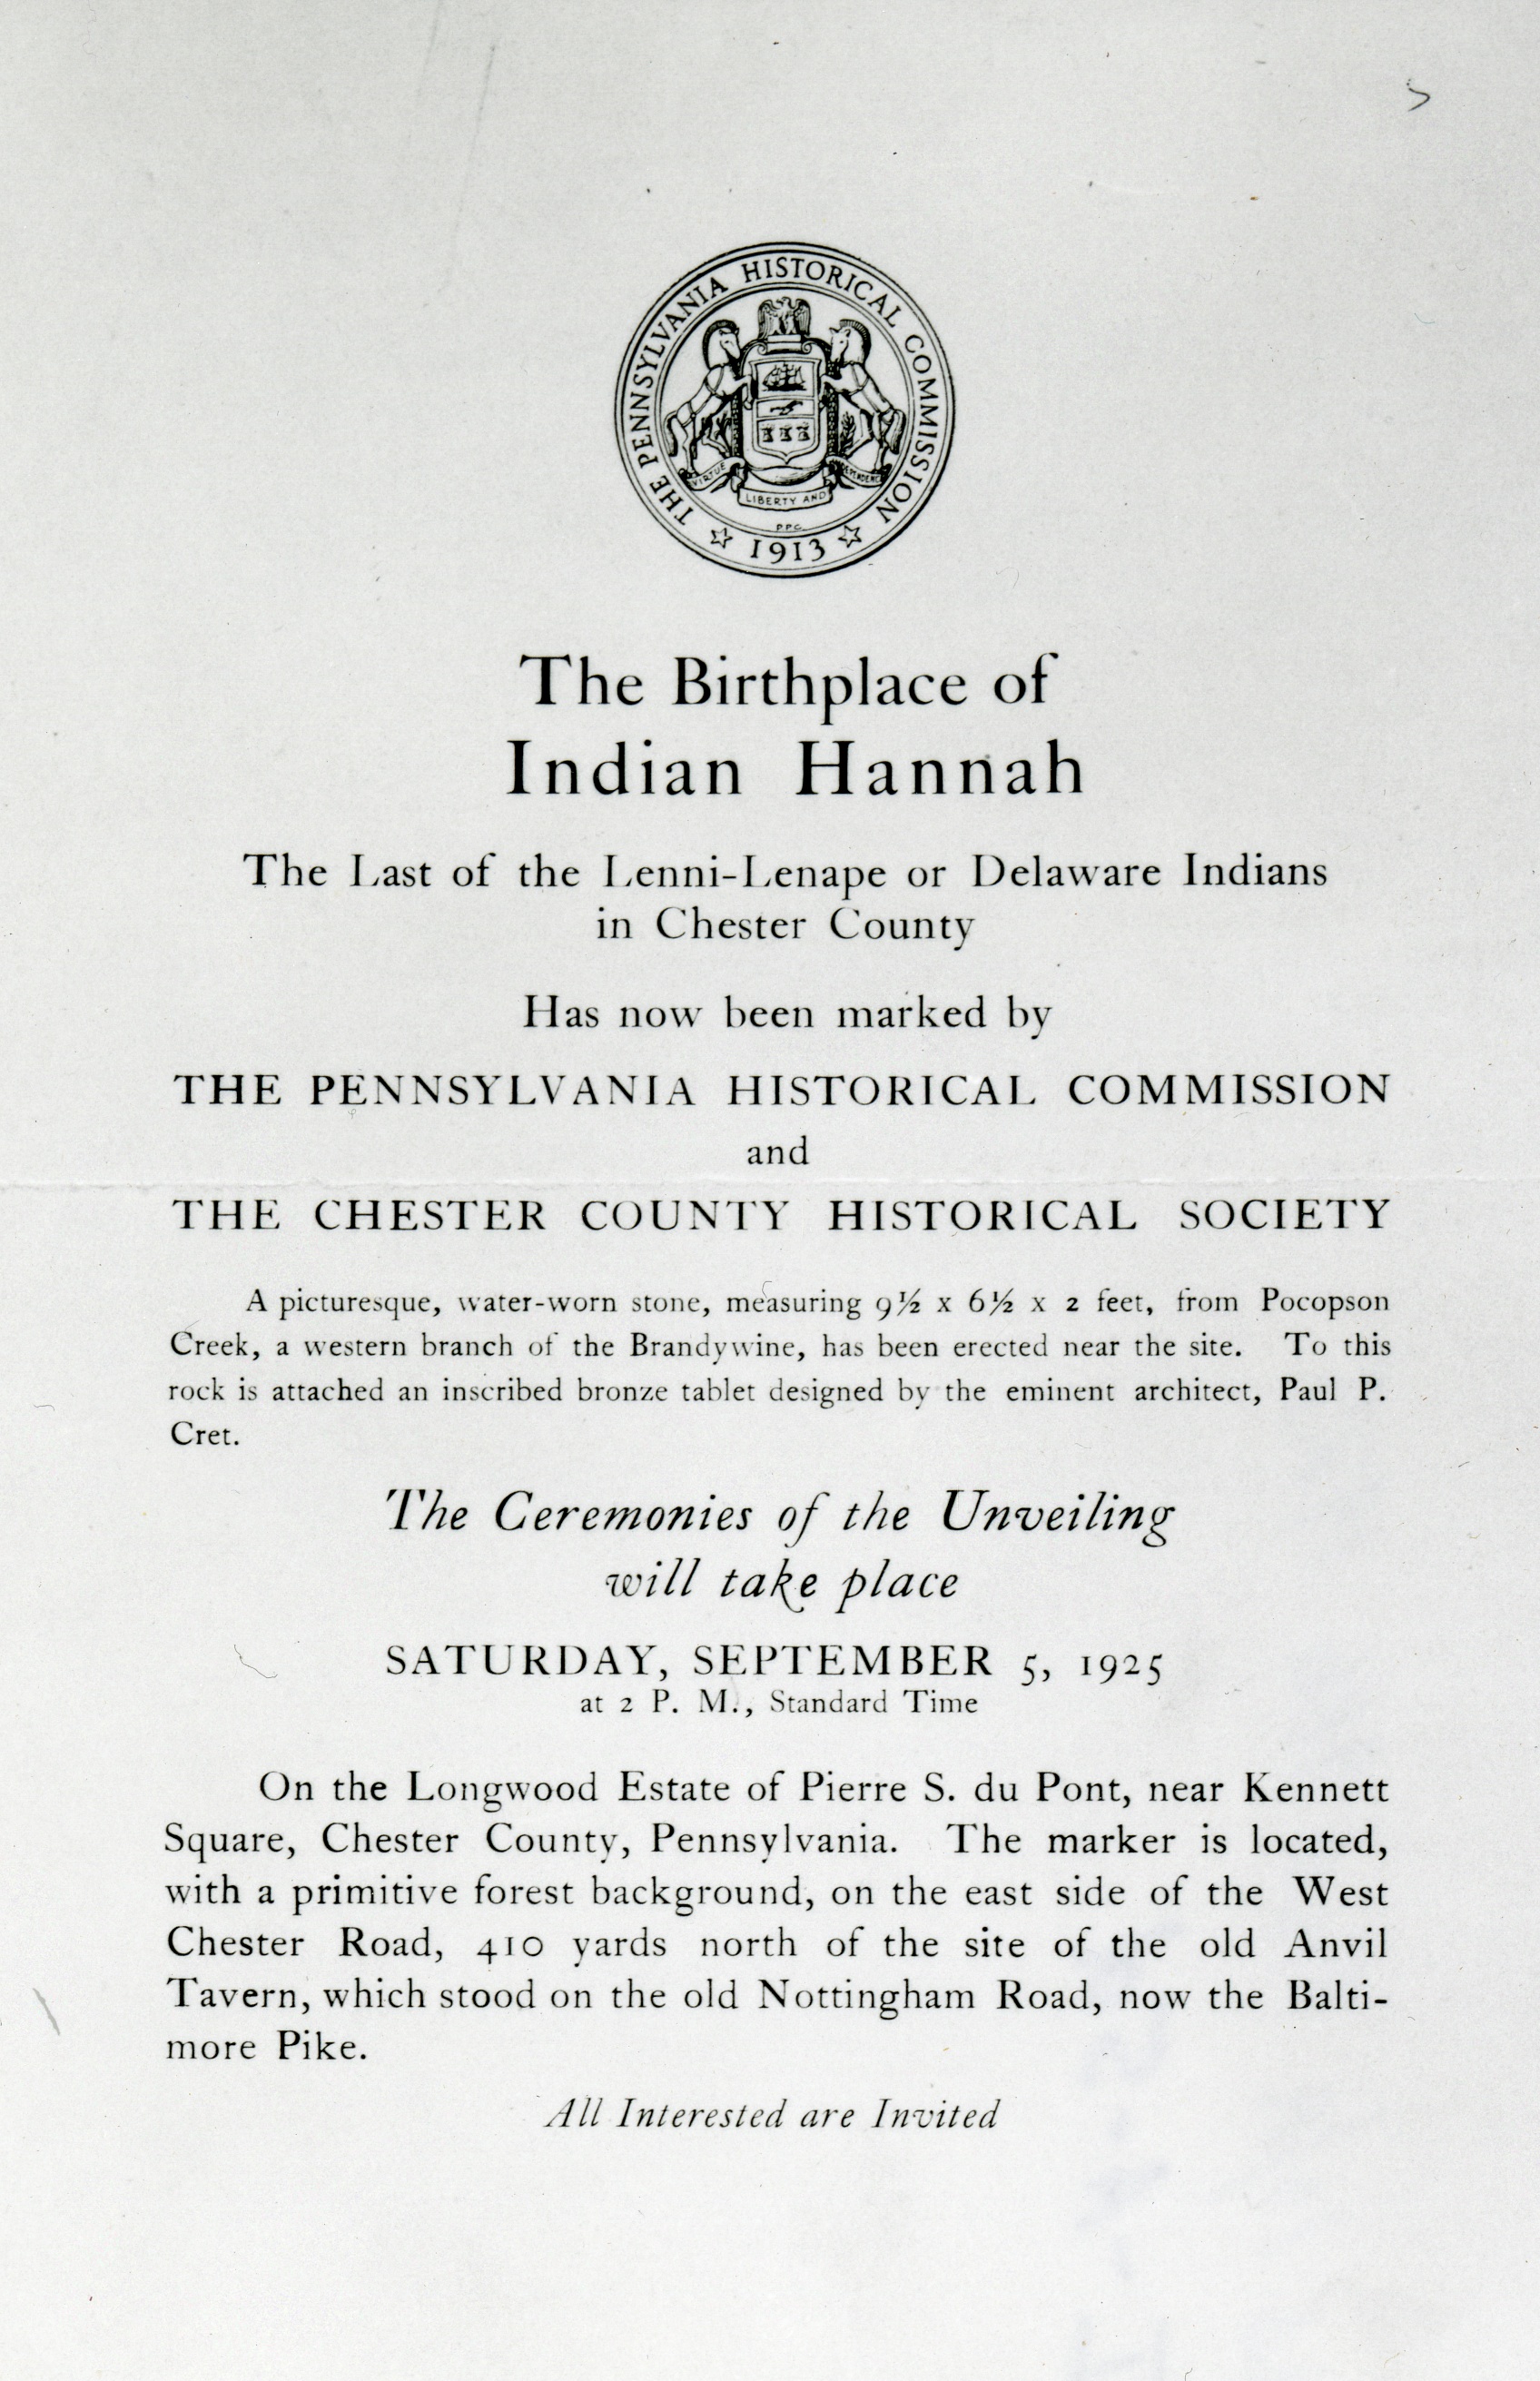 THE PENNSYLVANIA HISTORICAL COMMISSION
VIRTUE
LIBERTY AND
INDEPENDENCE
P.P.C.
☆ 1913 ☆
The Birthplace of
Indian Hannah
The Last of the Lenni-Lenape or Delaware Indians
in Chester County
Has now been marked by
THE PENNSYLVANIA HISTORICAL COMMISSION
and
THE CHESTER COUNTY HISTORICAL SOCIETY
A picturesque, water-worn stone, measuring 9½ x 6½ x 2 feet, from Pocopson
Creek, a western branch of the Brandywine, has been erected near the site. To this
rock is attached an inscribed bronze tablet designed by the eminent architect, Paul P.
Cret.
The Ceremonies of the Unveiling
will take place
SATURDAY, SEPTEMBER 5, 1925
at 2 P. M., Standard Time
On the Longwood Estate of Pierre S. du Pont, near Kennett
Square, Chester County, Pennsylvania. The marker is located,
with a primitive forest background, on the east side of the West
Chester Road, 410 yards north of the site of the old Anvil
Tavern, which stood on the old Nottingham Road, now the Balti-
more Pike.
All Interested are Invited